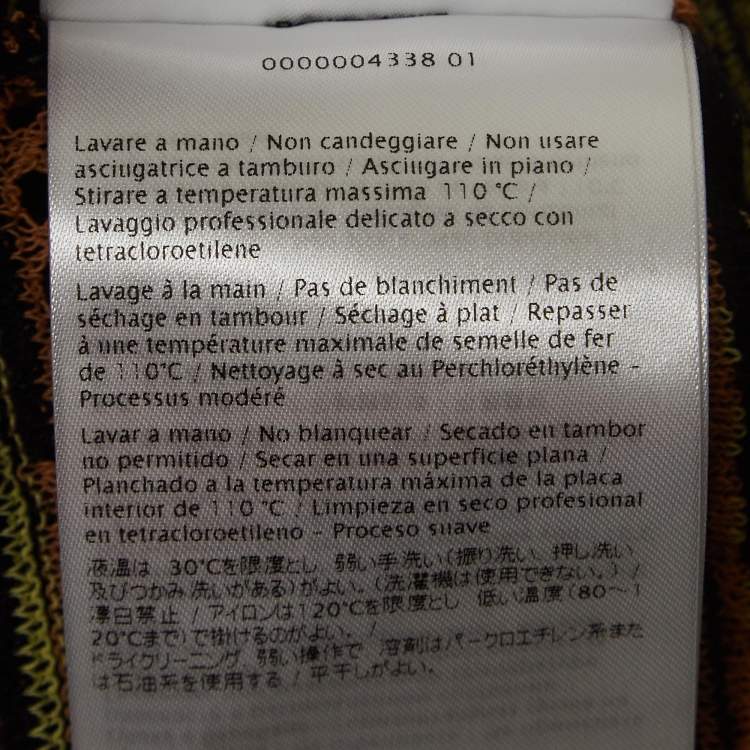 0000004338 01
Lavare a mano / Non candeggiare / Non usare
asciugatrice a tamburo / Asciugare in piano /
Stirare a temperatura massima 110 °C /
Lavaggio professionale delicato a secco con
tetracloroetilene
Lavage à la main / Pas de blanchiment / Pas de
séchage en tambour / Séchage à plat / Repasser
à une température maximale de semelle de fer
de 110°C / Nettoyage à sec au Perchloréthylène -
Processus modéré
Lavar a mano / No blanquear / Secado en tambor
no permitido / Secar en una superficie plana /
Planchado a la temperatura máxima de la placa
interior de 110 °C / Limpieza en seco profesional
en tetracloroetileno - Proceso suave
液温は 30℃を限度とし 弱い手洗い(振り洗い、押し洗い
及びつかみ洗いがある)がよい。(洗濯機は使用できない。) /
漂白禁止 / アイロンは120℃を限度とし 低い温度(80〜1
20℃まで)で掛けるのがよい。 /
ドライクリーニング、弱い操作で 溶剤はパークロエチレン系また
は石油系を使用する / 平干しがよい。